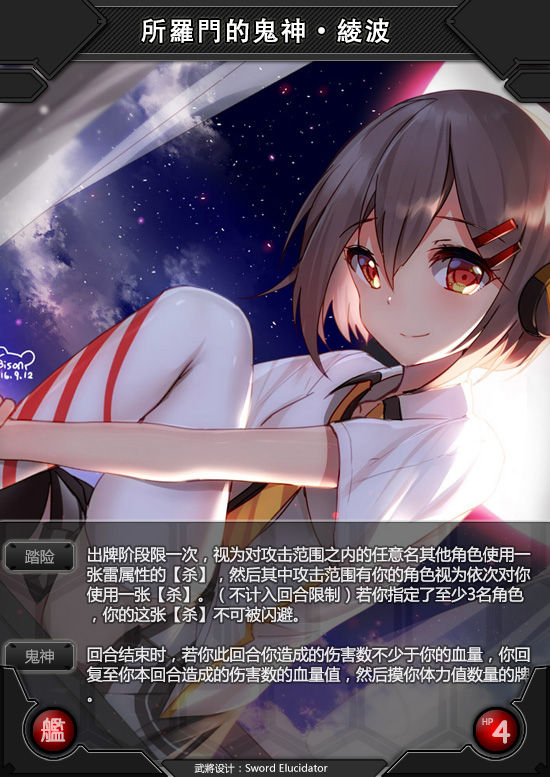 所羅門的鬼神·綾波
Bison
16.9.12
踏险
出牌阶段限一次，视为对攻击范围之内的任意名其他角色使用一
张雷属性的【杀】，然后其中攻击范围有你的角色视为依次对你
使用一张【杀】。（不计入回合限制）若你指定了至少3名角色
，你的这张【杀】不可被闪避。
鬼神
回合结束时，若你此回合你造成的伤害数不少于你的血量，你回
复至你本回合造成的伤害数的血量值，然后摸你体力值数量的牌
。
艦
HP 4
武將设计：Sword Elucidator